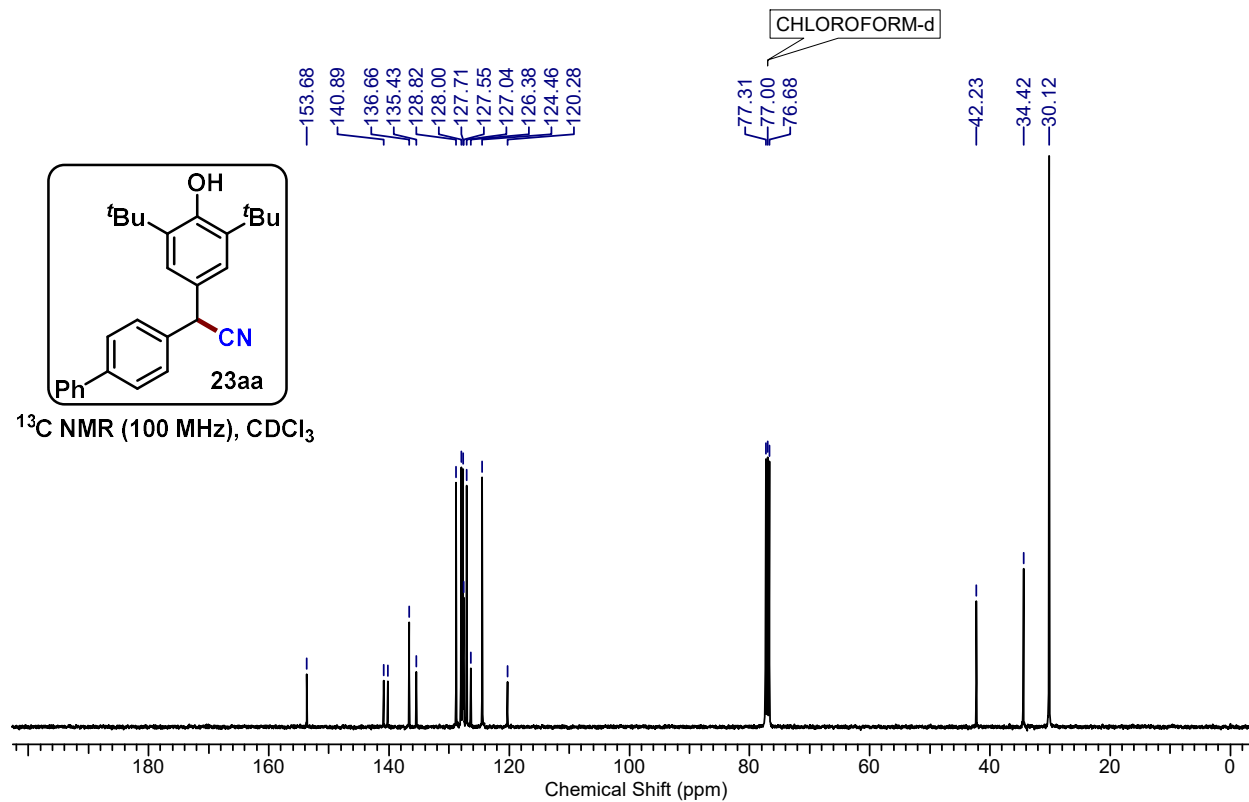 CHLOROFORM-d
153.68
140.89
136.66
135.43
128.82
128.00
127.71
127.55
127.04
126.38
124.46
120.28
77.31
77.00
76.68
42.23
34.42
30.12
OH
ᵗBu
ᵗBu
CN
23aa
Ph
¹³C NMR (100 MHz), CDCl₃
180 160 140 120 100 80 60 40 20 0
Chemical Shift (ppm)